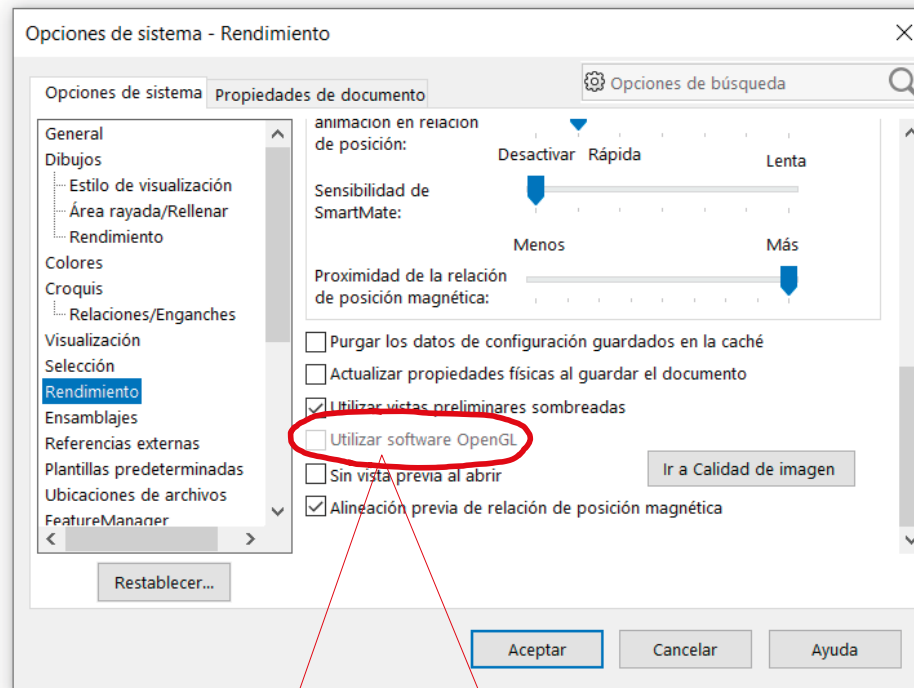 Opciones de sistema - Rendimiento
Opciones de sistema
Propiedades de documento
Opciones de búsqueda
General
Dibujos
Estilo de visualización
Área rayada/Rellenar
Rendimiento
Colores
Croquis
Relaciones/Enganches
Visualización
Selección
Rendimiento
Ensamblajes
Referencias externas
Plantillas predeterminadas
Ubicaciones de archivos
FeatureManager
Restablecer...
animación en relación
de posición:
Desactivar Rápida Lenta
Sensibilidad de
SmartMate:
Menos Más
Proximidad de la relación
de posición magnética:
Purgar los datos de configuración guardados en la caché
Actualizar propiedades físicas al guardar el documento
Utilizar vistas preliminares sombreadas
Utilizar software OpenGL
Sin vista previa al abrir
Ir a Calidad de imagen
Alineación previa de relación de posición magnética
Aceptar
Cancelar
Ayuda